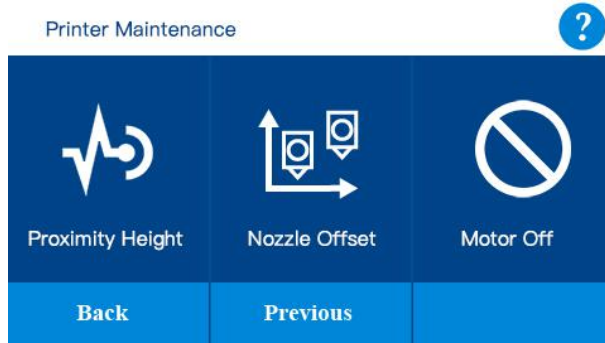 Printer Maintenance
?
Proximity Height
Nozzle Offset
Motor Off
Back
Previous